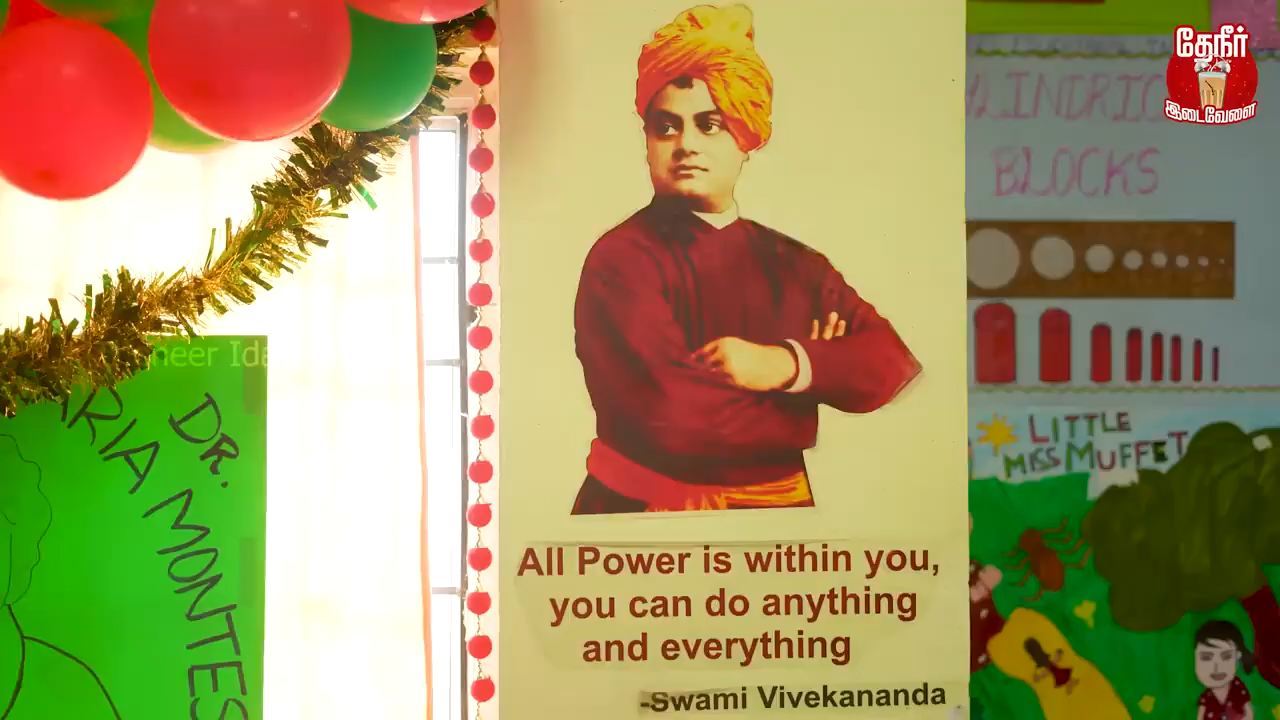 தேநீர்
இடைவேளை
DR.
MARIA MONTES
All Power is within you,
you can do anything
and everything
-Swami Vivekananda
BLOCKS
LITTLE
MISS MUFFET